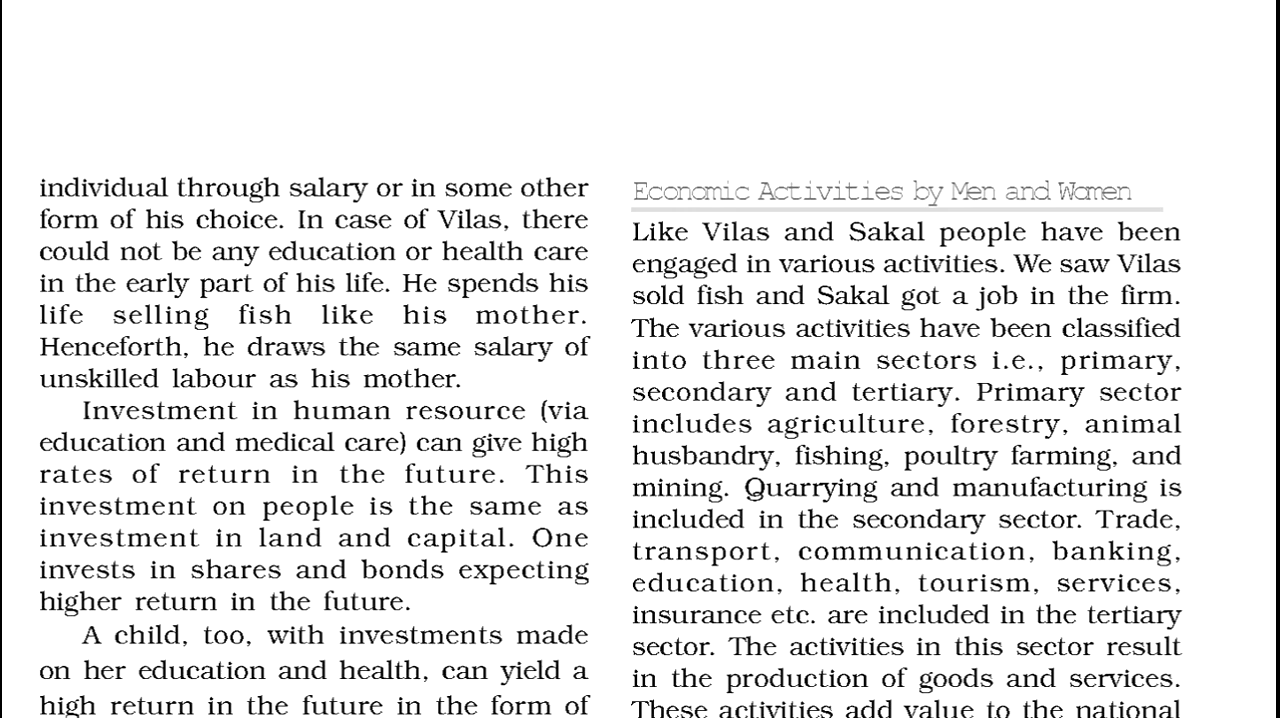 individual through salary or in some other
form of his choice. In case of Vilas, there
could not be any education or health care
in the early part of his life. He spends his
life selling fish like his mother.
Henceforth, he draws the same salary of
unskilled labour as his mother.
Investment in human resource (via
education and medical care) can give high
rates of return in the future. This
investment on people is the same as
investment in land and capital. One
invests in shares and bonds expecting
higher return in the future.
A child, too, with investments made
on her education and health, can yield a
high return in the future in the form of
Economic Activities by Men and Women
Like Vilas and Sakal people have been
engaged in various activities. We saw Vilas
sold fish and Sakal got a job in the firm.
The various activities have been classified
into three main sectors i.e., primary,
secondary and tertiary. Primary sector
includes agriculture, forestry, animal
husbandry, fishing, poultry farming, and
mining. Quarrying and manufacturing is
included in the secondary sector. Trade,
transport, communication, banking,
education, health, tourism, services,
insurance etc. are included in the tertiary
sector. The activities in this sector result
in the production of goods and services.
These activities add value to the national